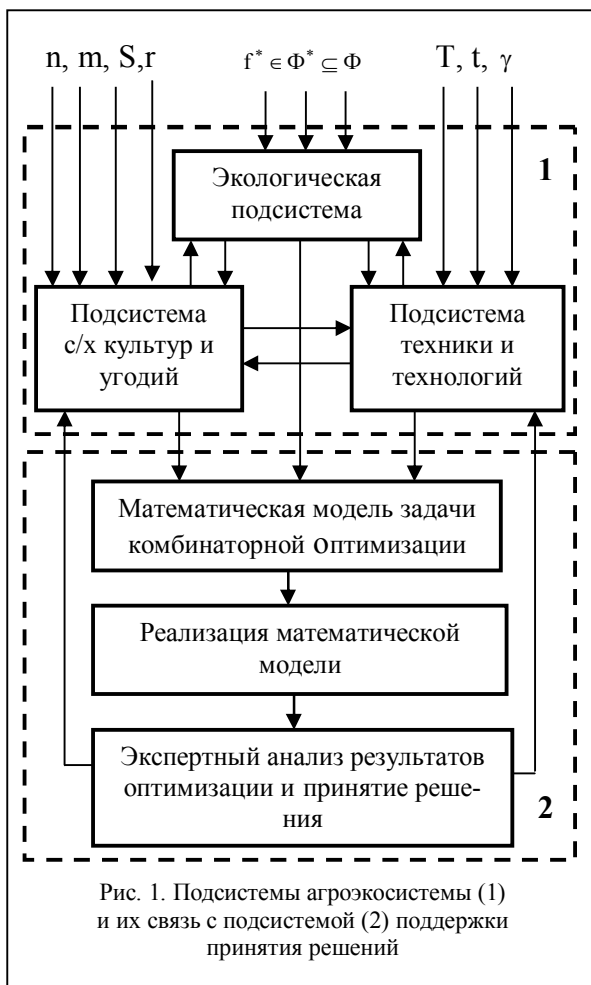 n, m, S,r
f* ∈ Φ* ⊆ Φ
T, t, γ
1
Экологическая
подсистема
Подсистема
с/х культур и
угодий
Подсистема
техники и
технологий
Математическая модель задачи
комбинаторной оптимизации
Реализация математической
модели
Экспертный анализ результатов
оптимизации и принятие реше-
ния
2
Рис. 1. Подсистемы агроэкосистемы (1)
и их связь с подсистемой (2) поддержки
принятия решений